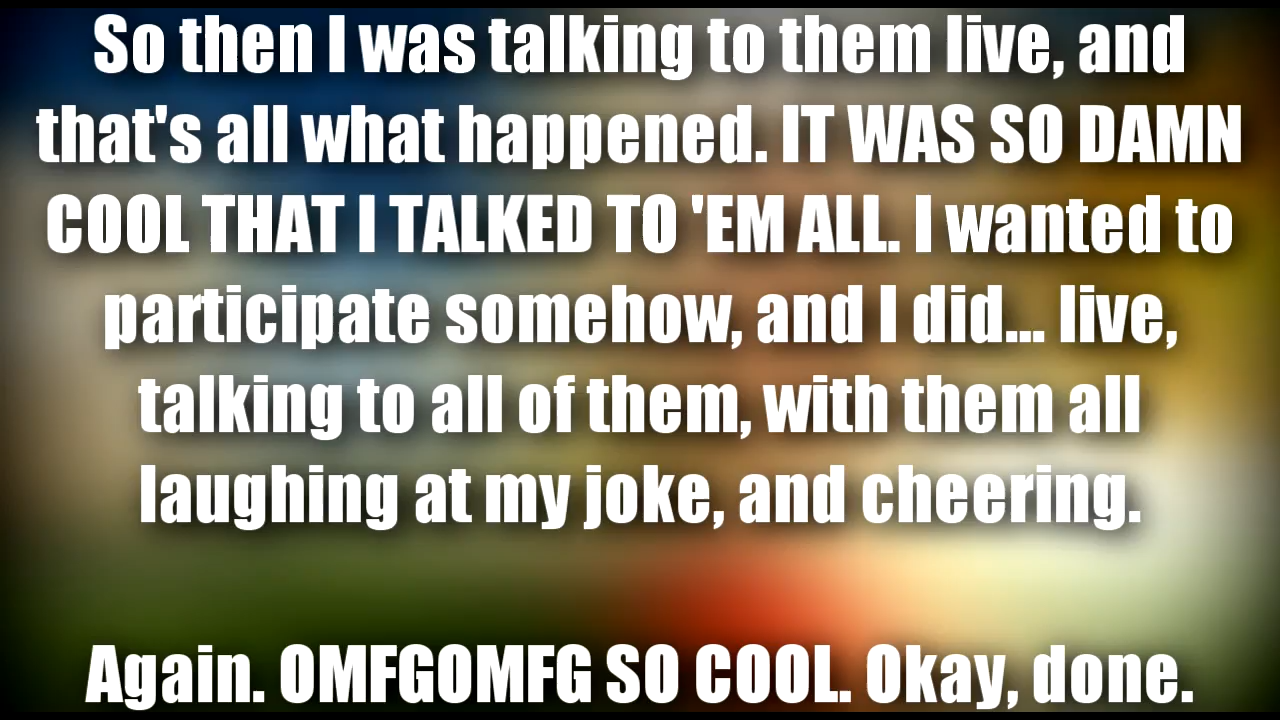 So then I was talking to them live, and
that's all what happened. IT WAS SO DAMN
COOL THAT I TALKED TO 'EM ALL. I wanted to
participate somehow, and I did... live,
talking to all of them, with them all
laughing at my joke, and cheering.
Again. OMFGOMFG SO COOL. Okay, done.